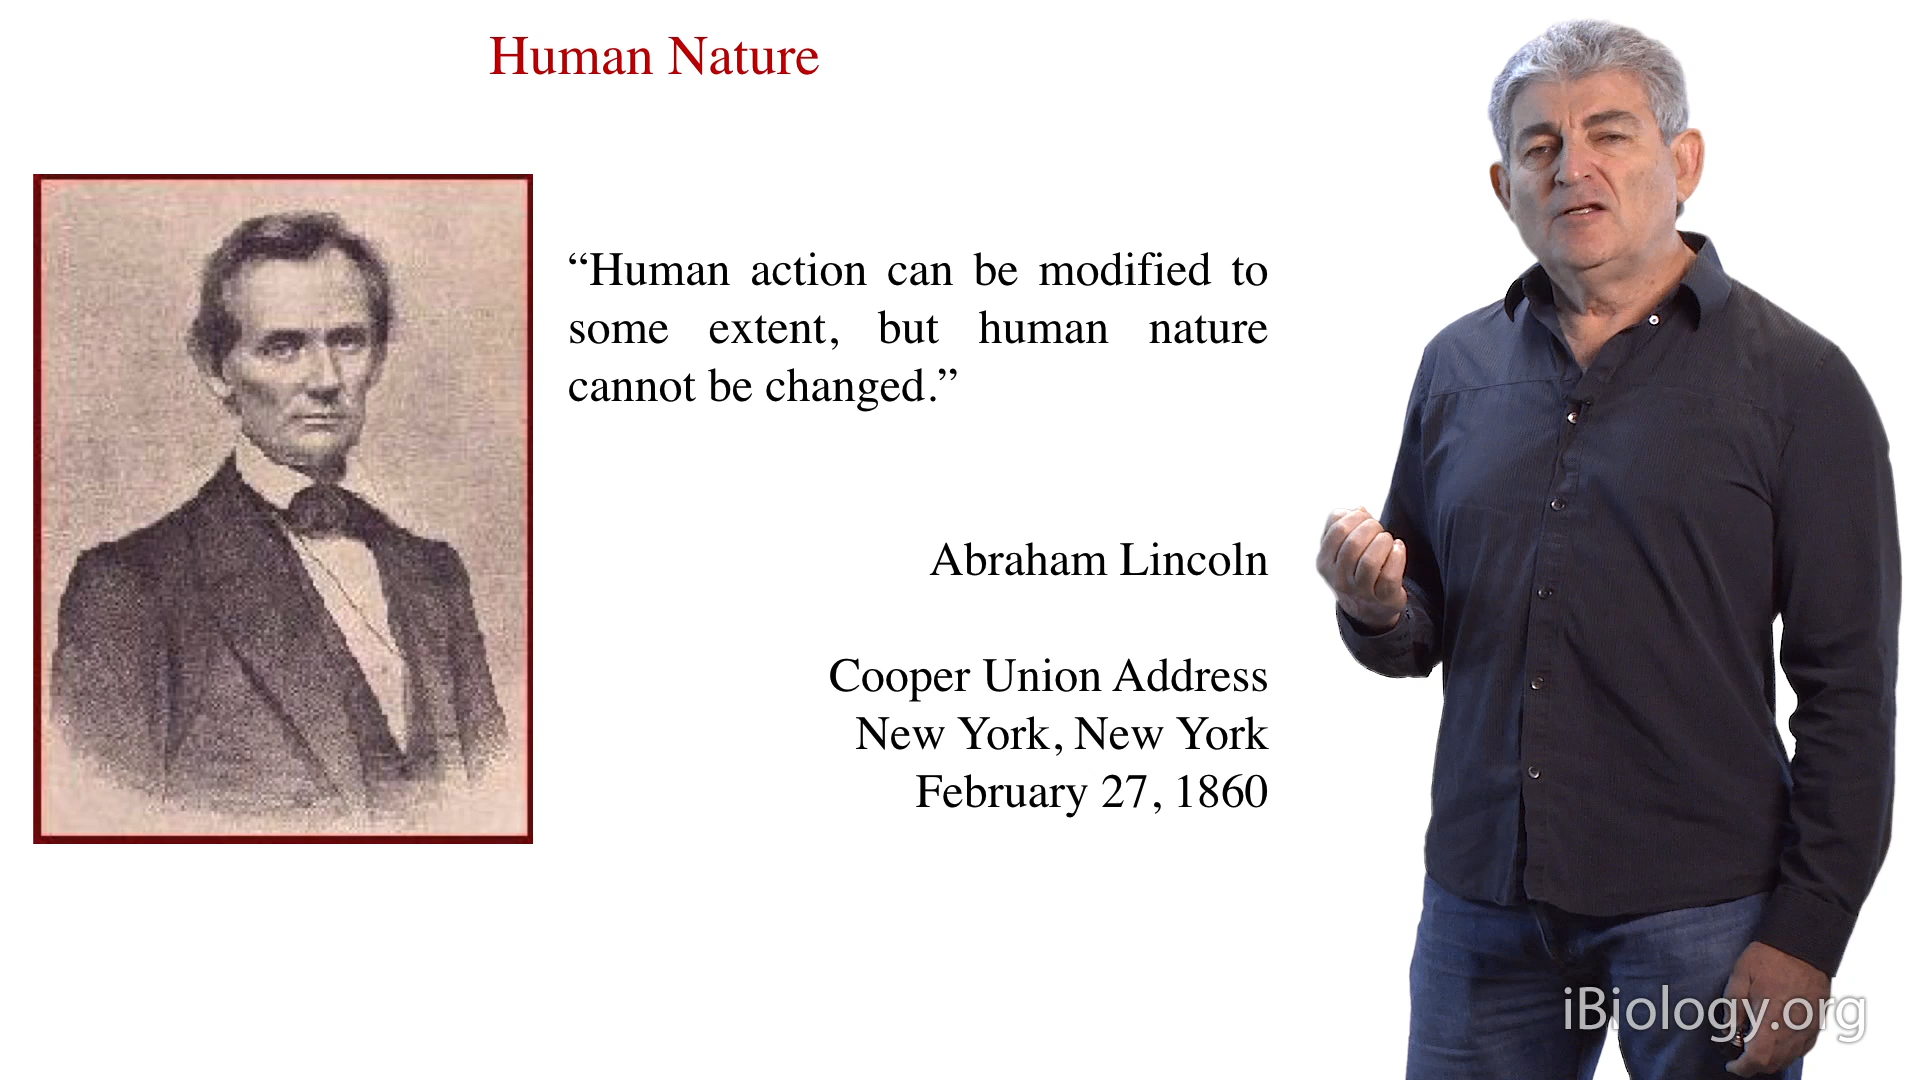 Human Nature
“Human action can be modified to
some extent, but human nature
cannot be changed.”
Abraham Lincoln
Cooper Union Address
New York, New York
February 27, 1860
iBiology.org